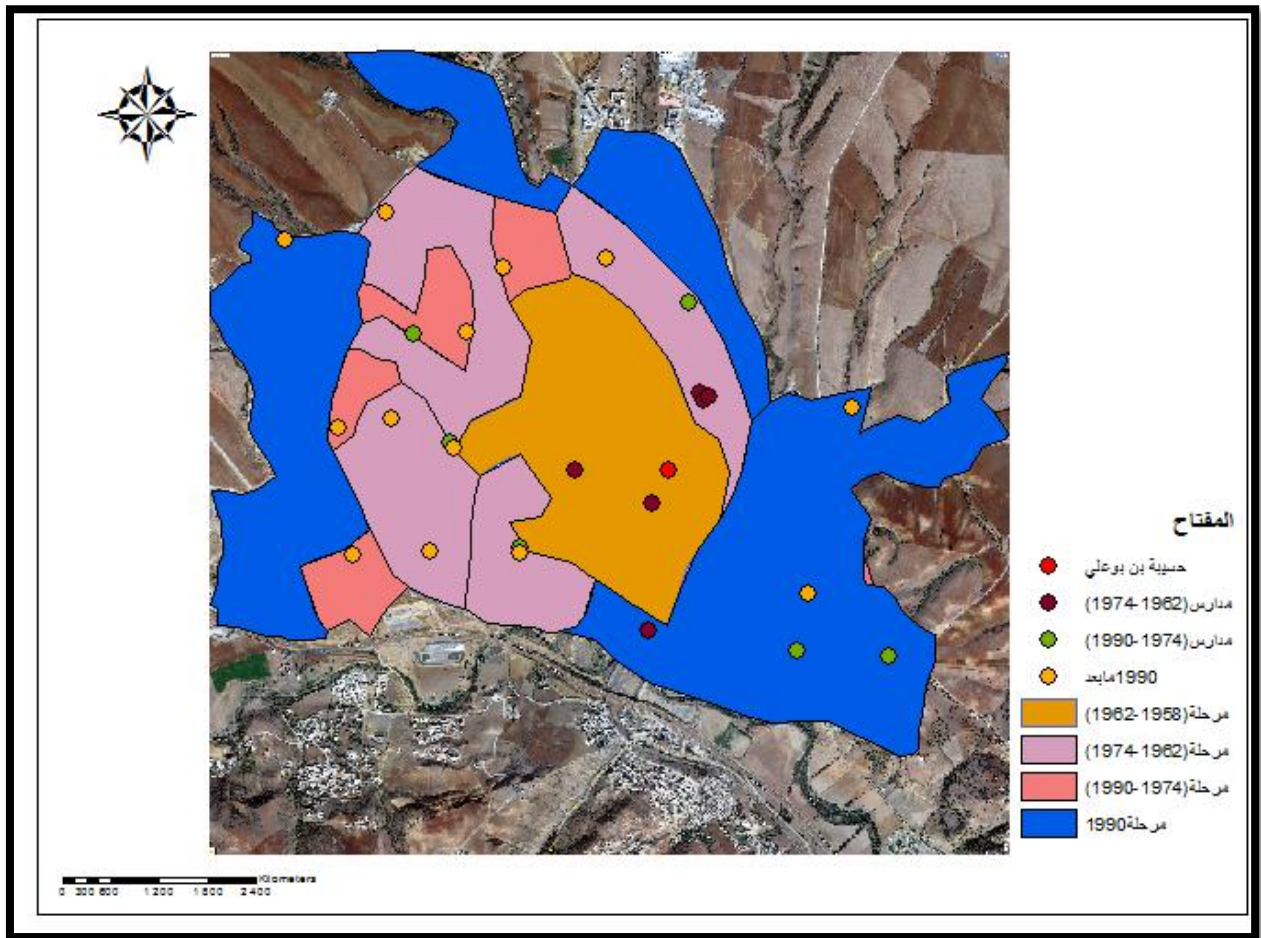 المفتاح
حسيبة بن بوعلي
مدارس(1962-1974)
مدارس(1974-1990)
مابعد1990
مرحلة(1958-1962)
مرحلة(1962-1974)
مرحلة(1974-1990)
مرحلة1990
Kilometers
0 300 600 1 200 1 800 2 400